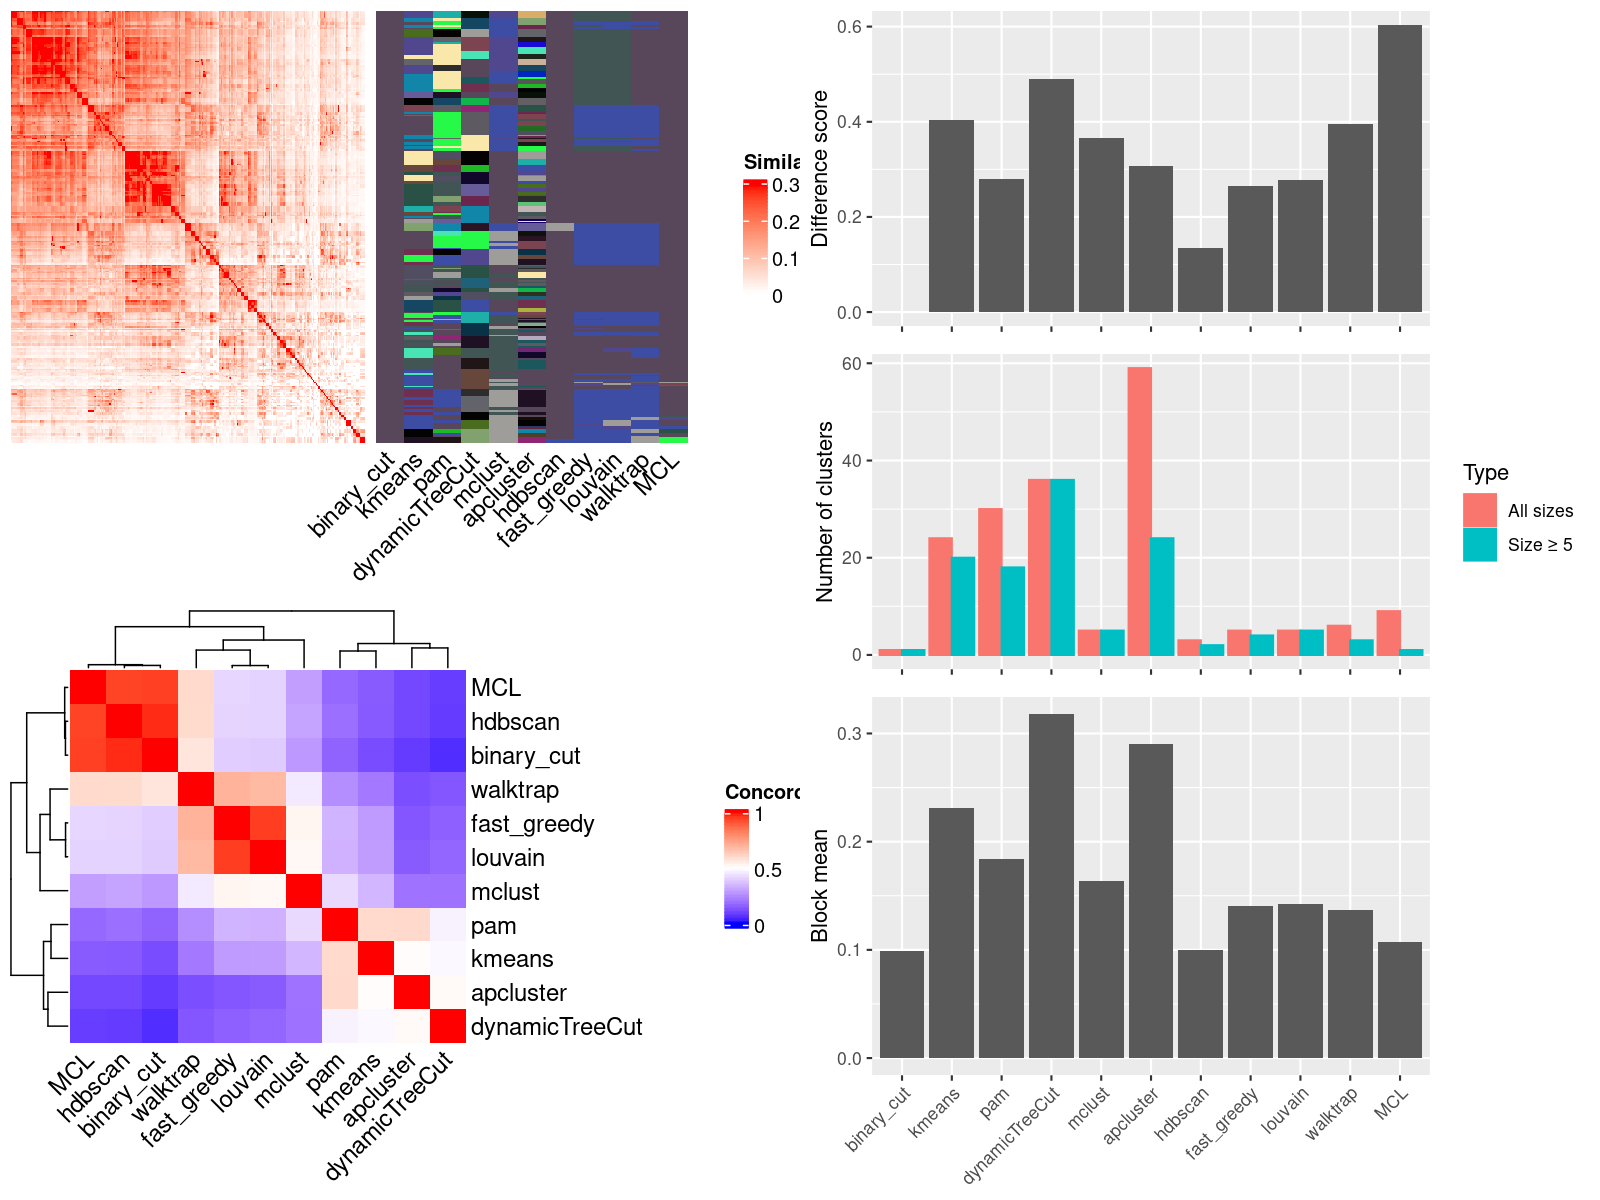 Simila
0.3
0.2
0.1
0
binary_cut
kmeans
pam
dynamicTreeCut
mclust
apcluster
hdbscan
fast_greedy
louvain
walktrap
MCL
MCL
hdbscan
binary_cut
walktrap
fast_greedy
louvain
mclust
pam
kmeans
apcluster
dynamicTreeCut
MCL
hdbscan
binary_cut
walktrap
fast_greedy
louvain
mclust
pam
kmeans
apcluster
dynamicTreeCut
Concord
1
0.5
0
Difference score
0.6
0.4
0.2
0.0
Number of clusters
60
40
20
0
Type
All sizes
Size ≥ 5
Block mean
0.3
0.2
0.1
0.0
binary_cut
kmeans
pam
dynamicTreeCut
mclust
apcluster
hdbscan
fast_greedy
louvain
walktrap
MCL